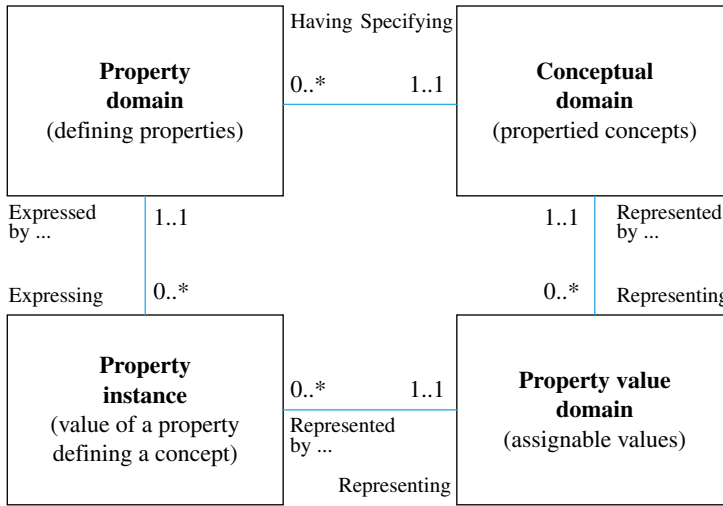 Having Specifying
Property
domain
(defining properties)
0..* 1..1
Conceptual
domain
(propertied concepts)
Expressed
by ...
1..1
1..1
Represented
by ...
Expressing
0..*
0..*
Representing
Property
instance
(value of a property
defining a concept)
0..* 1..1
Represented
by ...
Representing
Property value
domain
(assignable values)